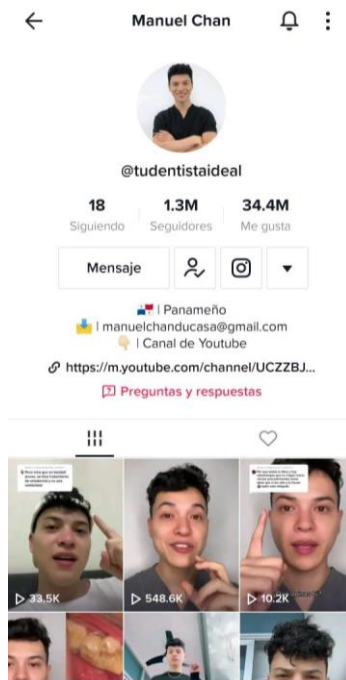 Manuel Chan
@tudentistaideal
18 1.3M 34.4M
Siguiendo Seguidores Me gusta
Mensaje
| Panameño
| manuelchanducasa@gmail.com
| Canal de Youtube
https://m.youtube.com/channel/UCZZBJ...
Preguntas y respuestas
33.5K 548.6K 10.2K